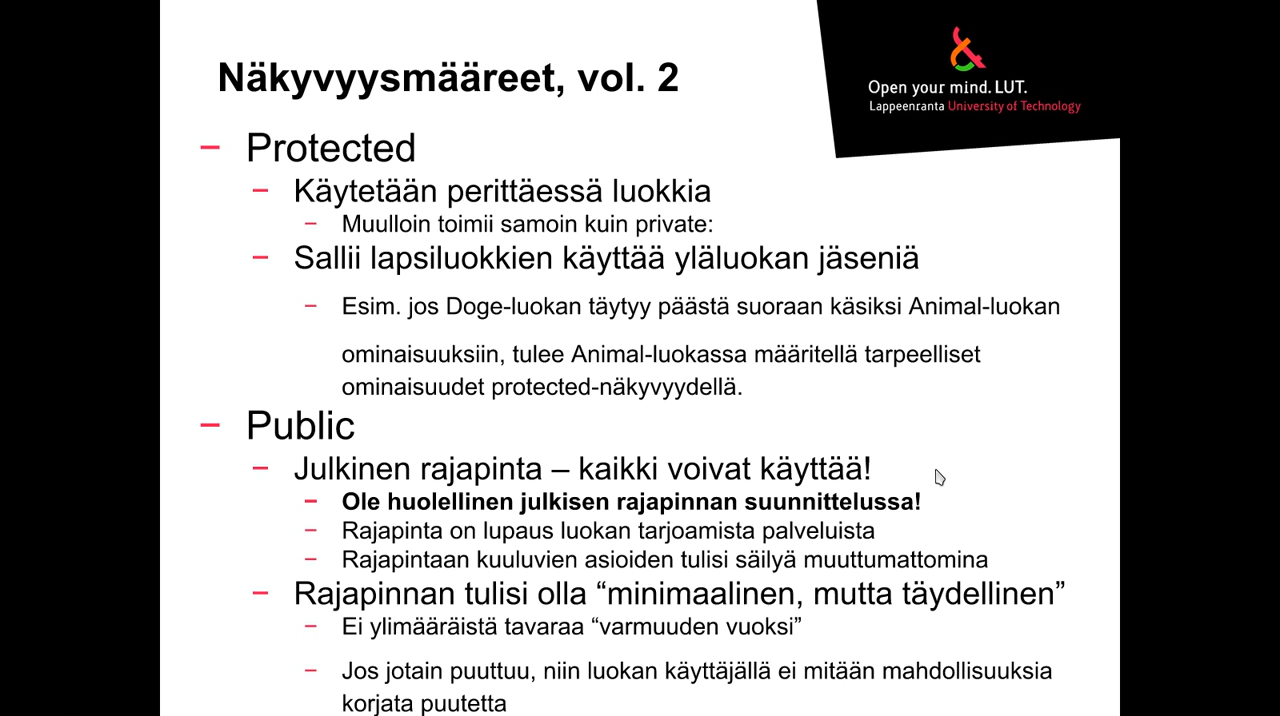 Näkyvyysmääreet, vol. 2
Open your mind. LUT.
Lappeenranta University of Technology
– Protected
– Käytetään perittäessä luokkia
– Muulloin toimii samoin kuin private:
– Sallii lapsiluokkien käyttää yläluokan jäseniä
– Esim. jos Doge-luokan täytyy päästä suoraan käsiksi Animal-luokan
ominaisuuksiin, tulee Animal-luokassa määritellä tarpeelliset
ominaisuudet protected-näkyvyydellä.
– Public
– Julkinen rajapinta – kaikki voivat käyttää!
– Ole huolellinen julkisen rajapinnan suunnittelussa!
– Rajapinta on lupaus luokan tarjoamista palveluista
– Rajapintaan kuuluvien asioiden tulisi säilyä muuttumattomina
– Rajapinnan tulisi olla “minimaalinen, mutta täydellinen”
– Ei ylimääräistä tavaraa “varmuuden vuoksi”
– Jos jotain puuttuu, niin luokan käyttäjällä ei mitään mahdollisuuksia
korjata puutetta